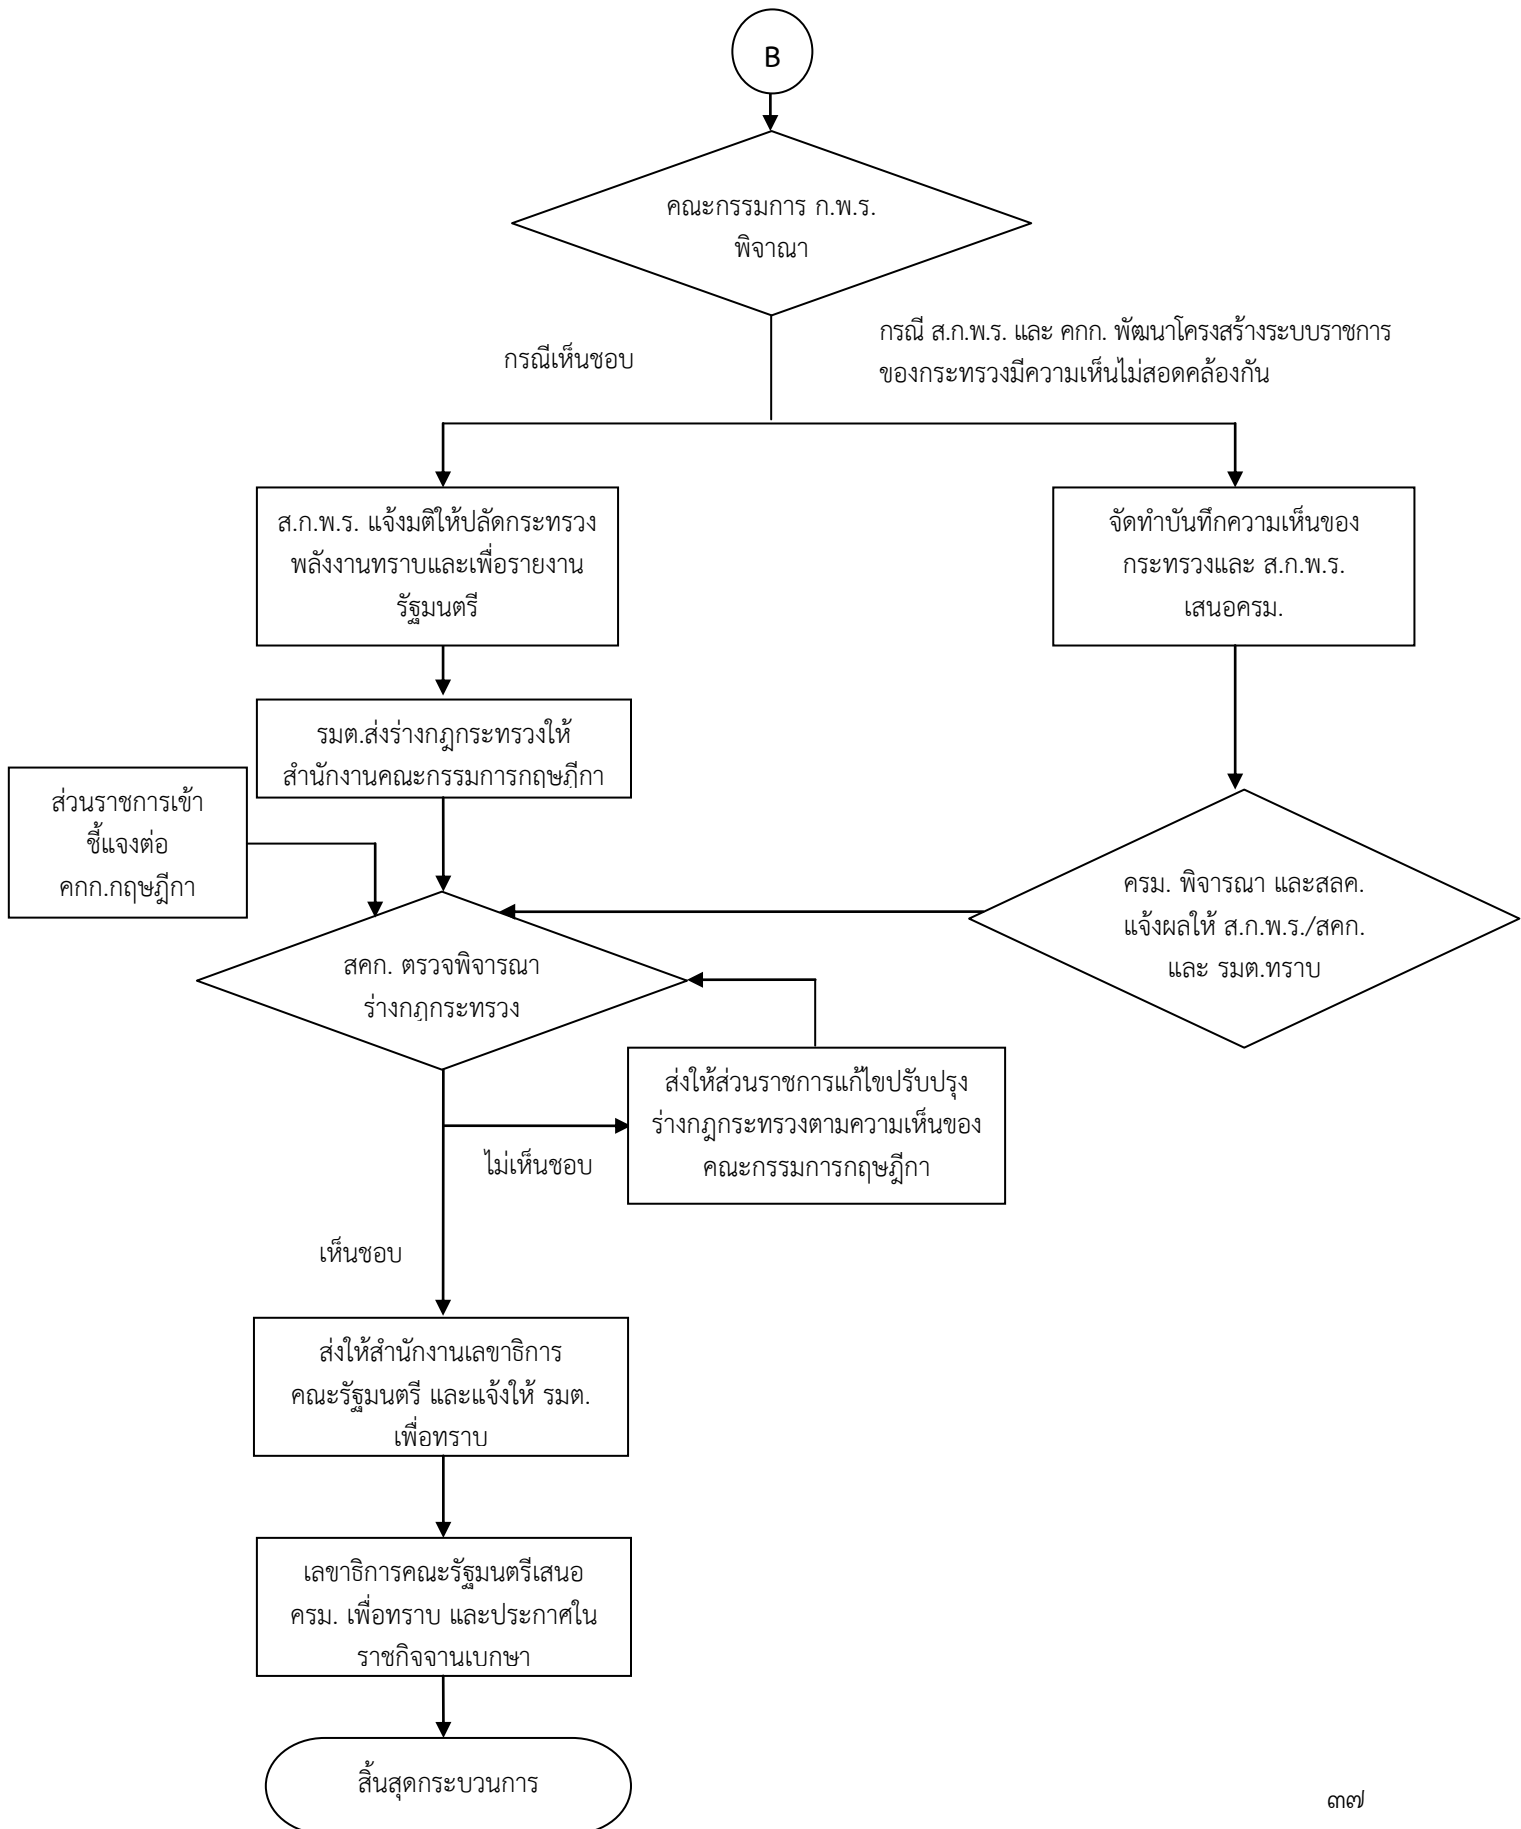 B
คณะกรรมการ ก.พ.ร.
พิจาณา
กรณีเห็นชอบ
กรณี ส.ก.พ.ร. และ คกก. พัฒนาโครงสร้างระบบราชการ
ของกระทรวงมีความเห็นไม่สอดคล้องกัน
ส.ก.พ.ร. แจ้งมติให้ปลัดกระทรวง
พลังงานทราบและเพื่อรายงาน
รัฐมนตรี
จัดทำบันทึกความเห็นของ
กระทรวงและ ส.ก.พ.ร.
เสนอครม.
รมต.ส่งร่างกฎกระทรวงให้
สำนักงานคณะกรรมการกฤษฎีกา
ส่วนราชการเข้า
ชี้แจงต่อ
คกก.กฤษฎีกา
ครม. พิจารณา และสลค.
แจ้งผลให้ ส.ก.พ.ร./สคก.
และ รมต.ทราบ
สคก. ตรวจพิจารณา
ร่างกฎกระทรวง
ส่งให้ส่วนราชการแก้ไขปรับปรุง
ร่างกฎกระทรวงตามความเห็นของ
คณะกรรมการกฤษฎีกา
ไม่เห็นชอบ
เห็นชอบ
ส่งให้สำนักงานเลขาธิการ
คณะรัฐมนตรี และแจ้งให้ รมต.
เพื่อทราบ
เลขาธิการคณะรัฐมนตรีเสนอ
ครม. เพื่อทราบ และประกาศใน
ราชกิจจานเบกษา
สิ้นสุดกระบวนการ
๓๗